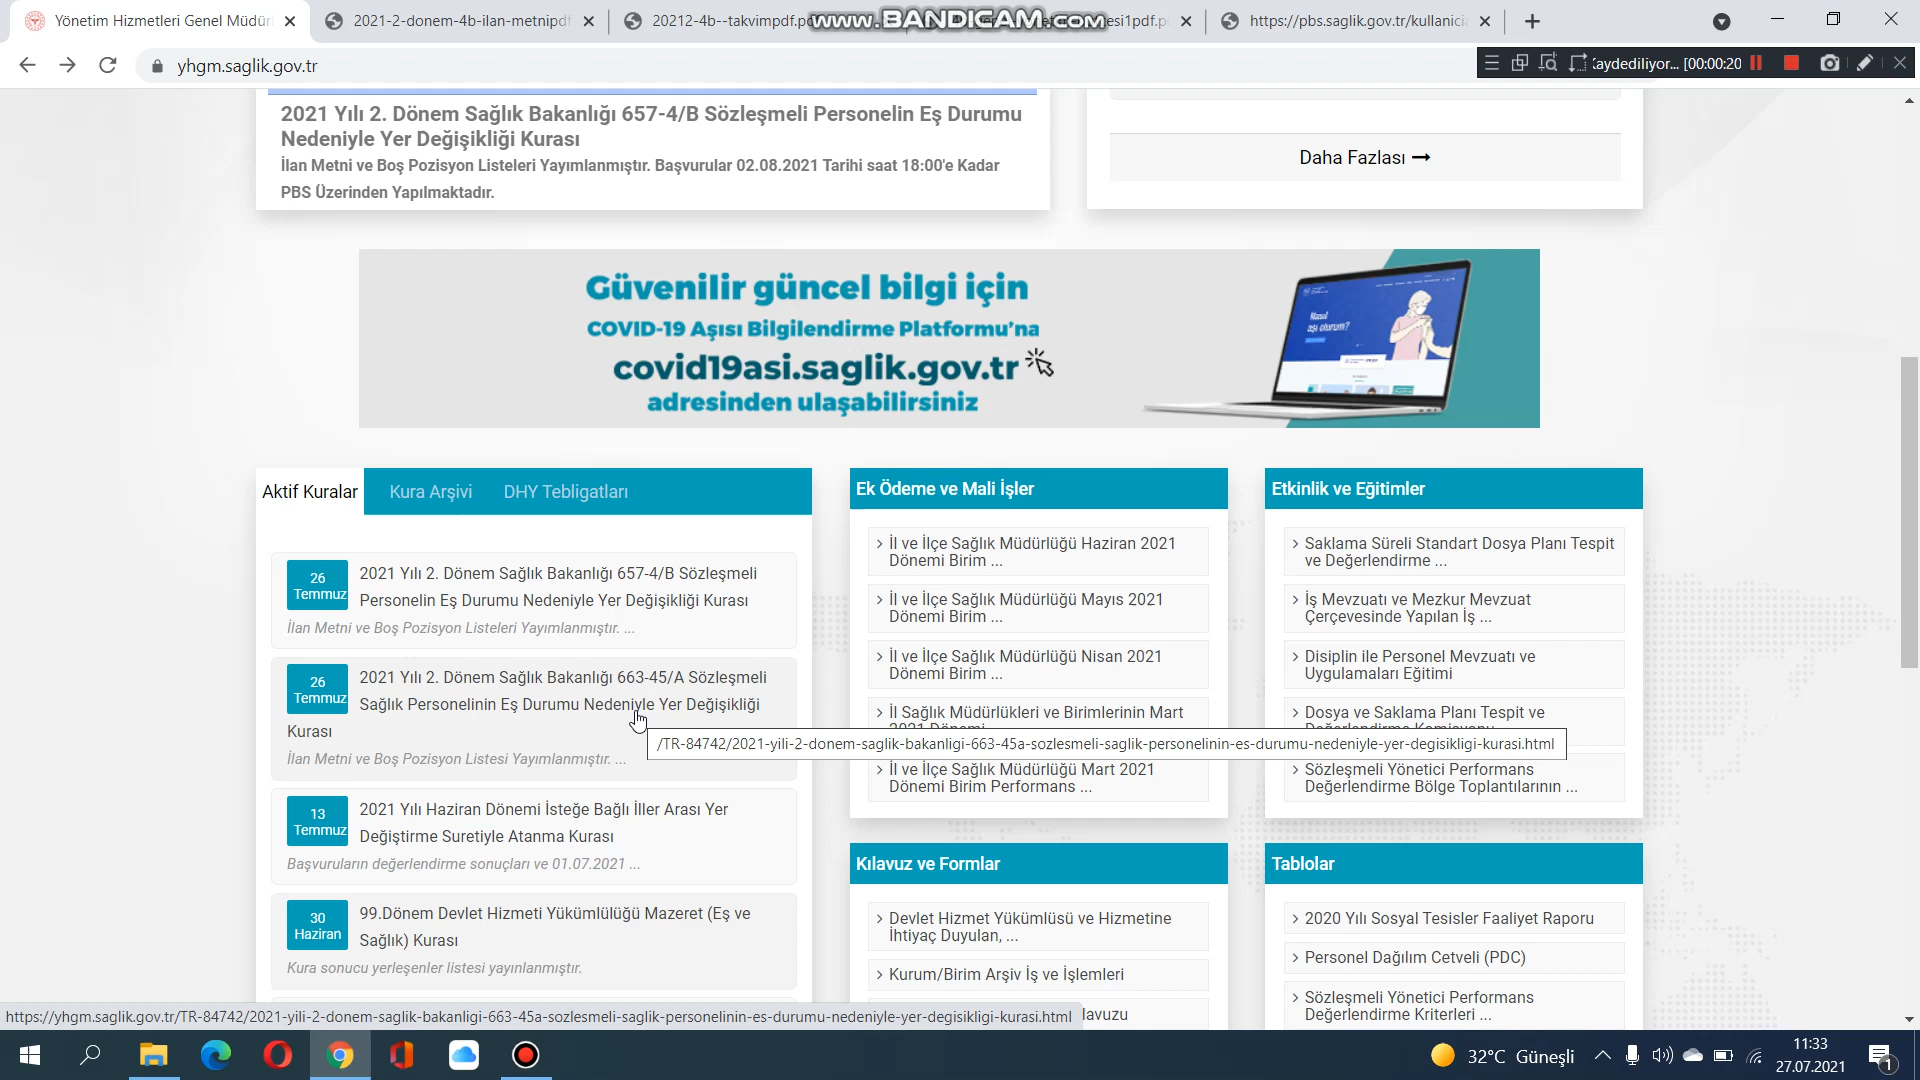 Yönetim Hizmetleri Genel Müdür
2021-2-donem-4b-ilan-metnipdf
20212-4b--takvimpdf.p
www.BANDICAM.com
https://pbs.saglik.gov.tr/kullanici
yhgm.saglik.gov.tr
kaydediliyor... [00:00:20
2021 Yılı 2. Dönem Sağlık Bakanlığı 657-4/B Sözleşmeli Personelin Eş Durumu
Nedeniyle Yer Değişikliği Kurası
İlan Metni ve Boş Pozisyon Listeleri Yayımlanmıştır. Başvurular 02.08.2021 Tarihi saat 18:00'e Kadar
PBS Üzerinden Yapılmaktadır.
Daha Fazlası
Güvenilir güncel bilgi için
COVID-19 Aşısı Bilgilendirme Platformu'na
covid19asi.saglik.gov.tr
adresinden ulaşabilirsiniz
Nasıl
aşı olurum?
Aktif Kuralar
Kura Arşivi
DHY Tebligatları
26
Temmuz
2021 Yılı 2. Dönem Sağlık Bakanlığı 657-4/B Sözleşmeli
Personelin Eş Durumu Nedeniyle Yer Değişikliği Kurası
İlan Metni ve Boş Pozisyon Listeleri Yayımlanmıştır. ...
26
Temmuz
2021 Yılı 2. Dönem Sağlık Bakanlığı 663-45/A Sözleşmeli
Sağlık Personelinin Eş Durumu Nedeniyle Yer Değişikliği
Kurası
İlan Metni ve Boş Pozisyon Listesi Yayımlanmıştır. ...
13
Temmuz
2021 Yılı Haziran Dönemi İsteğe Bağlı İller Arası Yer
Değiştirme Suretiyle Atanma Kurası
Başvuruların değerlendirme sonuçları ve 01.07.2021 ...
30
Haziran
99.Dönem Devlet Hizmeti Yükümlülüğü Mazeret (Eş ve
Sağlık) Kurası
Kura sonucu yerleşenler listesi yayınlanmıştır.
Ek Ödeme ve Mali İşler
İl ve İlçe Sağlık Müdürlüğü Haziran 2021
Dönemi Birim ...
İl ve İlçe Sağlık Müdürlüğü Mayıs 2021
Dönemi Birim ...
İl ve İlçe Sağlık Müdürlüğü Nisan 2021
Dönemi Birim ...
İl Sağlık Müdürlükleri ve Birimlerinin Mart
2021 Dönemi
İl ve İlçe Sağlık Müdürlüğü Mart 2021
Dönemi Birim Performans ...
Etkinlik ve Eğitimler
Saklama Süreli Standart Dosya Planı Tespit
ve Değerlendirme ...
İş Mevzuatı ve Mezkur Mevzuat
Çerçevesinde Yapılan İş ...
Disiplin ile Personel Mevzuatı ve
Uygulamaları Eğitimi
Dosya ve Saklama Planı Tespit ve
Değerlendirme Komisyonu
Sözleşmeli Yönetici Performans
Değerlendirme Bölge Toplantılarının ...
/TR-84742/2021-yili-2-donem-saglik-bakanligi-663-45a-sozlesmeli-saglik-personelinin-es-durumu-nedeniyle-yer-degisikligi-kurasi.html
Kılavuz ve Formlar
Devlet Hizmet Yükümlüsü ve Hizmetine
İhtiyaç Duyulan, ...
Kurum/Birim Arşiv İş ve İşlemleri
lavuzu
Tablolar
2020 Yılı Sosyal Tesisler Faaliyet Raporu
Personel Dağılım Cetveli (PDC)
Sözleşmeli Yönetici Performans
Değerlendirme Kriterleri ...
https://yhgm.saglik.gov.tr/TR-84742/2021-yili-2-donem-saglik-bakanligi-663-45a-sozlesmeli-saglik-personelinin-es-durumu-nedeniyle-yer-degisikligi-kurasi.html
32°C Güneşli
11:33
27.07.2021
1